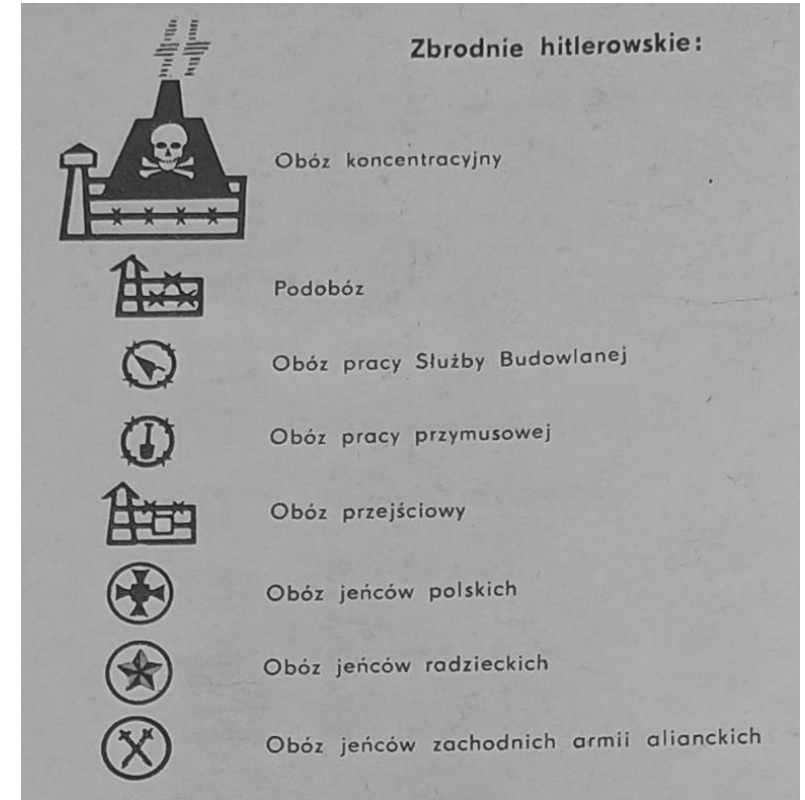 Zbrodnie hitlerowskie:
Obóz koncentracyjny
Podobóz
Obóz pracy Służby Budowlanej
Obóz pracy przymusowej
Obóz przejściowy
Obóz jeńców polskich
Obóz jeńców radzieckich
Obóz jeńców zachodnich armii alianckich